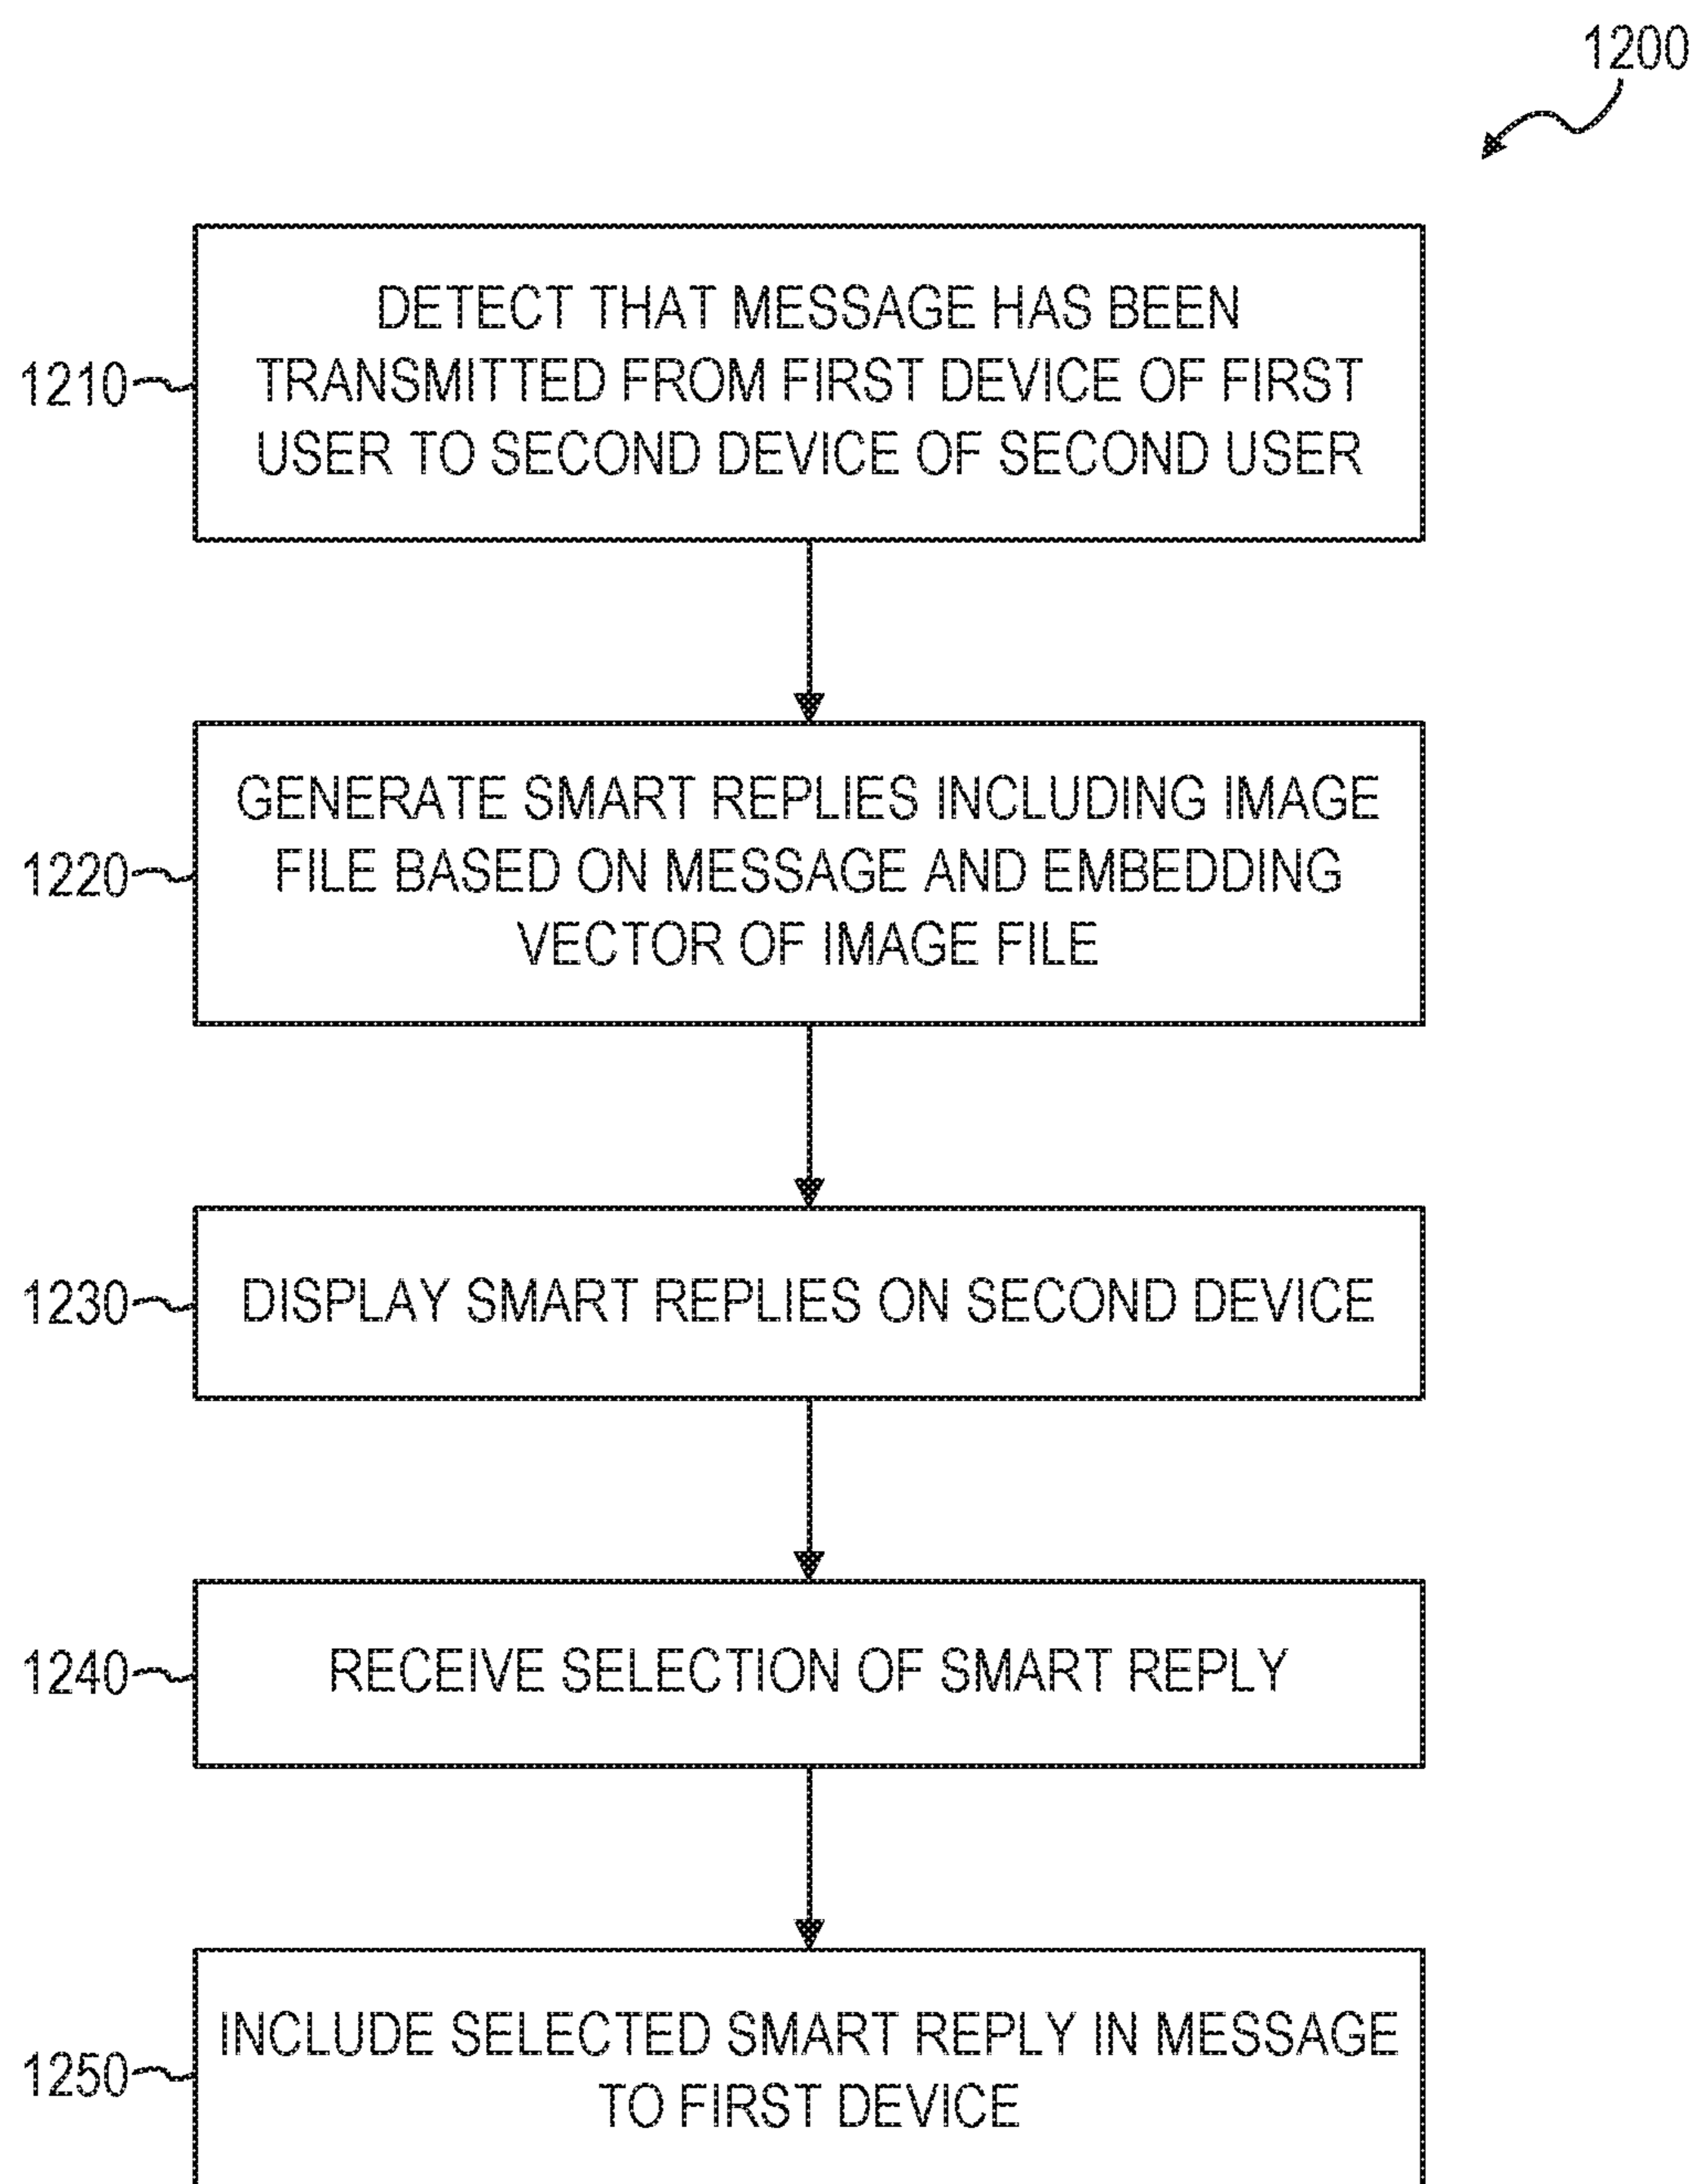 1200
1210
DETECT THAT MESSAGE HAS BEEN
TRANSMITTED FROM FIRST DEVICE OF FIRST
USER TO SECOND DEVICE OF SECOND USER
1220
GENERATE SMART REPLIES INCLUDING IMAGE
FILE BASED ON MESSAGE AND EMBEDDING
VECTOR OF IMAGE FILE
1230
DISPLAY SMART REPLIES ON SECOND DEVICE
1240
RECEIVE SELECTION OF SMART REPLY
1250
INCLUDE SELECTED SMART REPLY IN MESSAGE
TO FIRST DEVICE